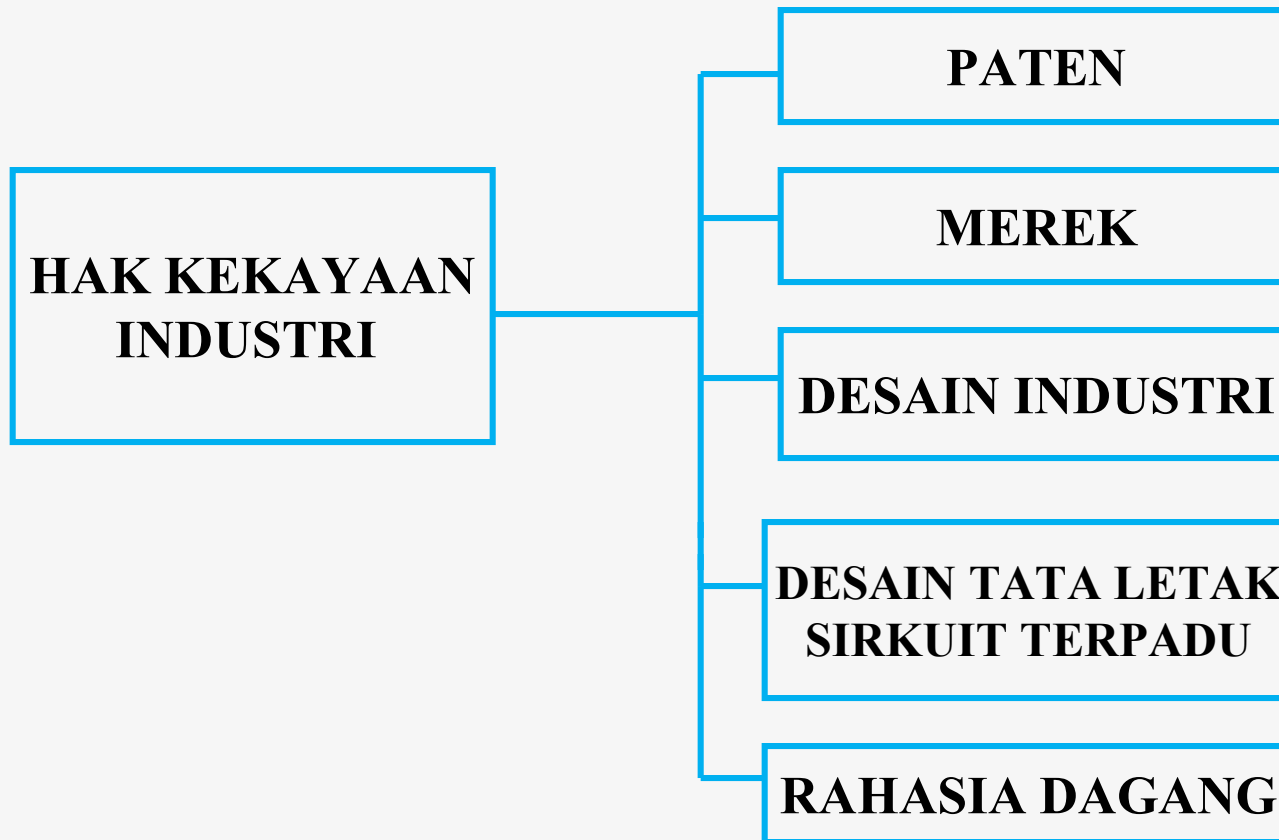 HAK KEKAYAAN
INDUSTRI
PATEN
MEREK
DESAIN INDUSTRI
DESAIN TATA LETAK
SIRKUIT TERPADU
RAHASIA DAGANG